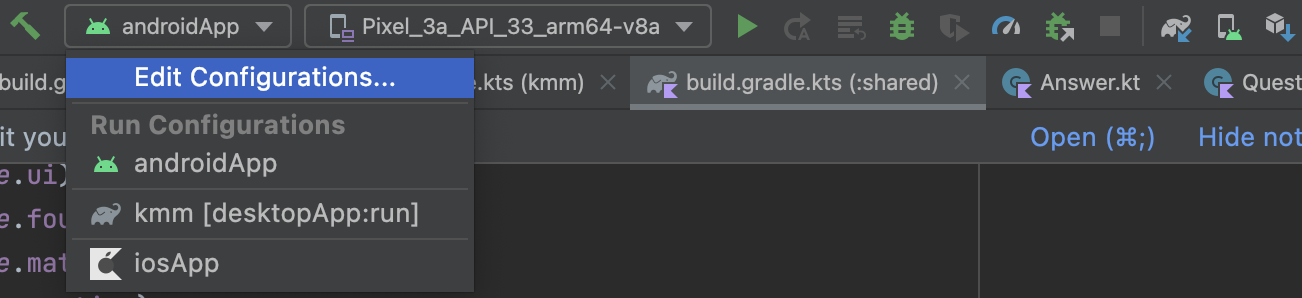 androidApp Pixel_3a_API_33_arm64-v8a
build.g e.kts (kmm) build.gradle.kts (:shared) Answer.kt Quest
Edit Configurations...
it you Open (⌘;) Hide not
Run Configurations
androidApp
e.ui)
kmm [desktopApp:run]
e.fou
e.mat
iosApp